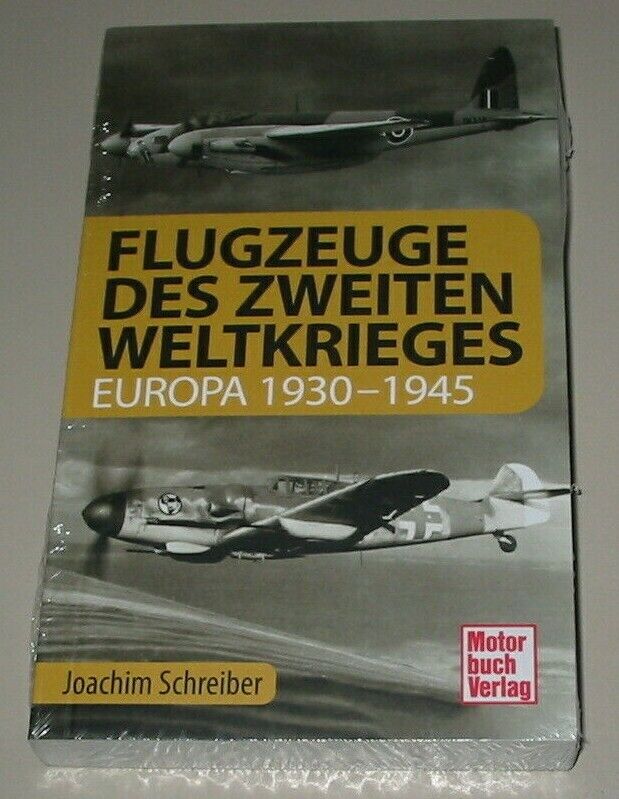 FLUGZEUGE
DES ZWEITEN
WELTKRIEGES
EUROPA 1930–1945
Joachim Schreiber
Motor
buch
Verlag